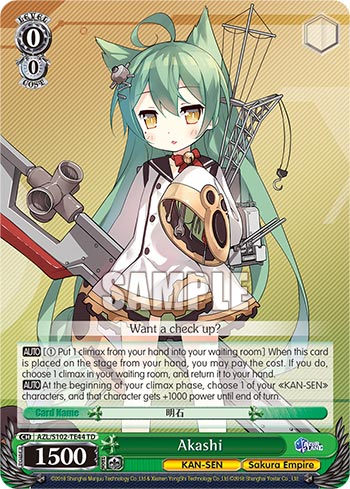 LEVEL
0
0
COST
SAMPLE
Want a check up?
AUTO [① Put 1 climax from your hand into your waiting room] When this card
is placed on the stage from your hand, you may pay the cost. If you do,
choose 1 climax in your waiting room, and return it to your hand.
AUTO At the beginning of your climax phase, choose 1 of your «KAN-SEN»
characters, and that character gets +1000 power until end of turn.
Card Name 明石
AZL/S102-TE44 TD
POWER
1500
Akashi
KAN-SEN
Sakura Empire